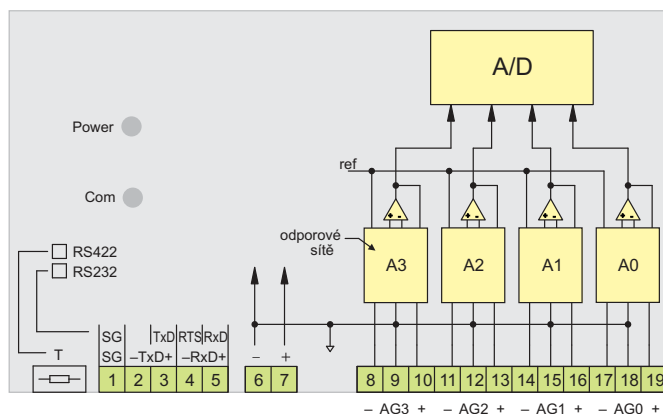 A/D
Power
ref
Com
+ - + - + - + -
odporové
sítě
A3 A2 A1 A0
RS422
RS232
TxD RTS RxD
SG
T SG –TxD+ –RxD+ – +
1 2 3 4 5 6 7 8 9 10 11 12 13 14 15 16 17 18 19
– AG3 + – AG2 + – AG1 + – AG0 +